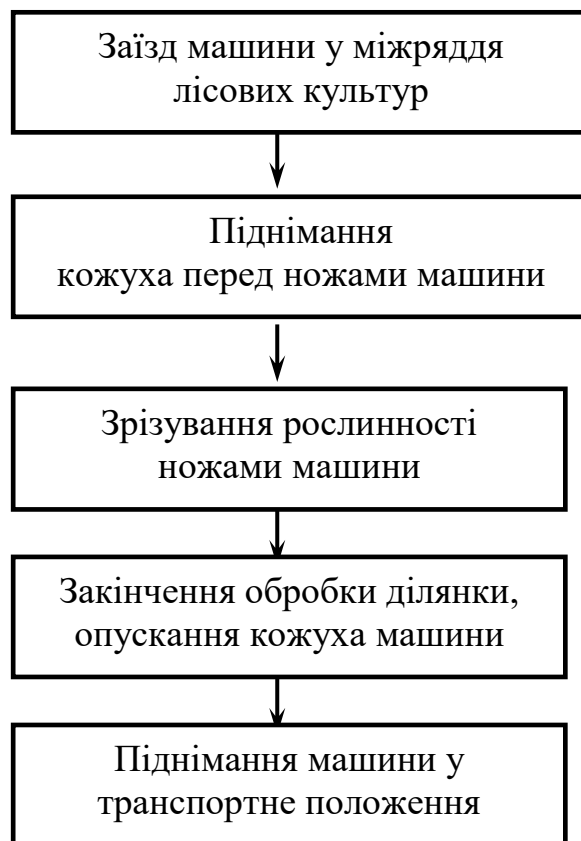 Заїзд машини у міжряддя
лісових культур
Піднімання
кожуха перед ножами машини
Зрізування рослинності
ножами машини
Закінчення обробки ділянки,
опускання кожуха машини
Піднімання машини у
транспортне положення